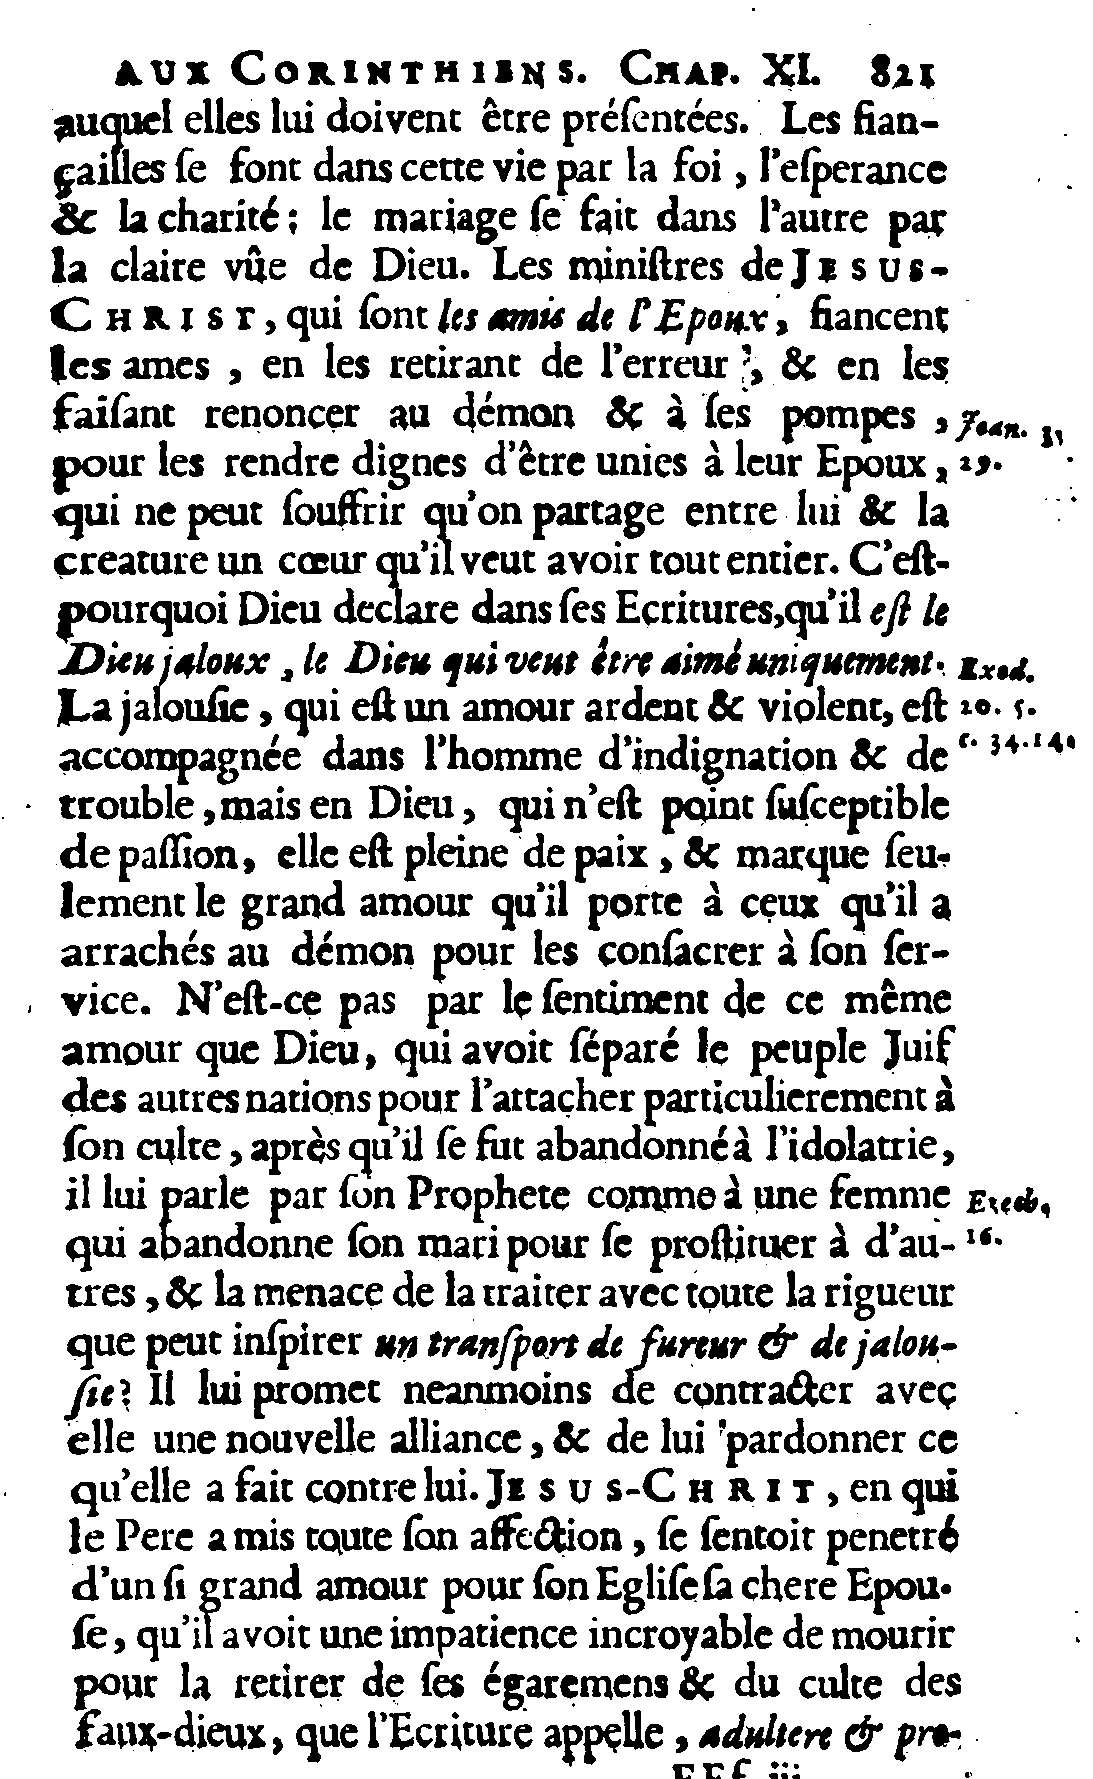 AUX CORINTHIENS. CHAP. XI. 821
auquel elles lui doivent être préſentées. Les fian-
çailles ſe font dans cette vie par la foi, l'eſperance
& la charité; le mariage ſe fait dans l'autre par
la claire vûe de Dieu. Les miniſtres de JESUS-
CHRIST, qui ſont les amis de l'Epoux, fiancent
les ames, en les retirant de l'erreur, & en les
faiſant renoncer au démon & à ſes pompes, Joan. 3,
pour les rendre dignes d'être unies à leur Epoux, 29.
qui ne peut ſouffrir qu'on partage entre lui & la
creature un cœur qu'il veut avoir tout entier. C'eſt-
pourquoi Dieu declare dans ſes Ecritures, qu'il eſt le
Dieu jaloux, le Dieu qui veut être aimé uniquement. Exod.
La jalouſie, qui eſt un amour ardent & violent, eſt 20. 5.
accompagnée dans l'homme d'indignation & de c. 34. 14.
trouble, mais en Dieu, qui n'eſt point ſuſceptible
de paſſion, elle eſt pleine de paix, & marque ſeu-
lement le grand amour qu'il porte à ceux qu'il a
arrachés au démon pour les conſacrer à ſon ſer-
vice. N'eſt-ce pas par le ſentiment de ce même
amour que Dieu, qui avoit ſéparé le peuple Juif
des autres nations pour l'attacher particulierement à
ſon culte, après qu'il ſe fut abandonné à l'idolatrie,
il lui parle par ſon Prophete comme à une femme Ezech.
qui abandonne ſon mari pour ſe proſtituer à d'au- 16.
tres, & la menace de la traiter avec toute la rigueur
que peut inſpirer un tranſport de fureur & de jalou-
ſie? Il lui promet neanmoins de contracter avec
elle une nouvelle alliance, & de lui pardonner ce
qu'elle a fait contre lui. JESUS-CHRIT, en qui
le Pere a mis toute ſon affection, ſe ſentoit penetré
d'un ſi grand amour pour ſon Egliſe ſa chere Epou-
ſe, qu'il avoit une impatience incroyable de mourir
pour la retirer de ſes égaremens & du culte des
faux-dieux, que l'Ecriture appelle, adultere & pro-
FFſ iij